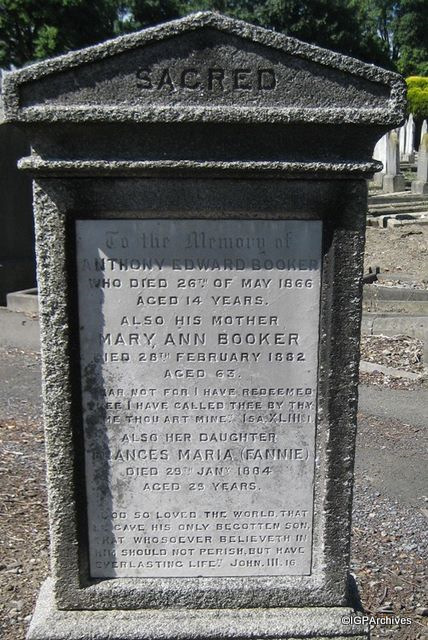 SACRED
To the Memory of
ANTHONY EDWARD BOOKER
WHO DIED 26TH OF MAY 1866
AGED 14 YEARS.
ALSO HIS MOTHER
MARY ANN BOOKER
DIED 28TH FEBRUARY 1882
AGED 63.
FEAR NOT FOR I HAVE REDEEMED
THEE I HAVE CALLED THEE BY THY
NAME THOU ART MINE." ISA.XLIII.I.
ALSO HER DAUGHTER
FRANCES MARIA (FANNIE)
DIED 29TH JANY 1884
AGED 29 YEARS.
GOD SO LOVED THE WORLD, THAT
HE GAVE HIS ONLY BEGOTTEN SON,
THAT WHOSOEVER BELIEVETH IN
HIM SHOULD NOT PERISH, BUT HAVE
EVERLASTING LIFE." JOHN.III.16
©IGPArchives